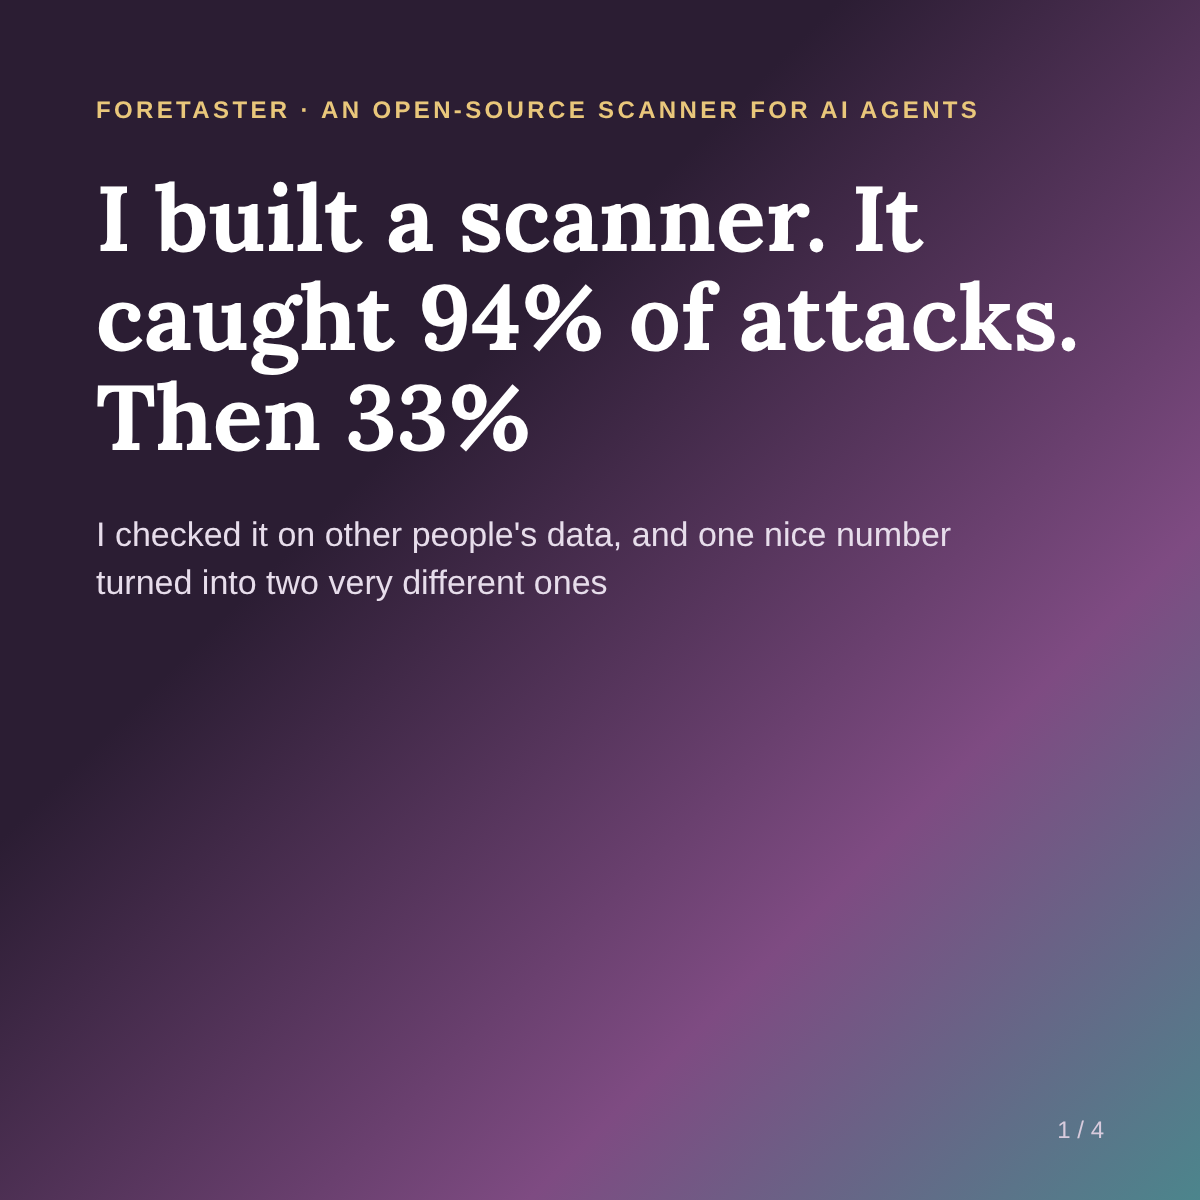 FORETASTER · AN OPEN-SOURCE SCANNER FOR AI AGENTS
I built a scanner. It
caught 94% of attacks.
Then 33%
I checked it on other people's data, and one nice number
turned into two very different ones
1 / 4